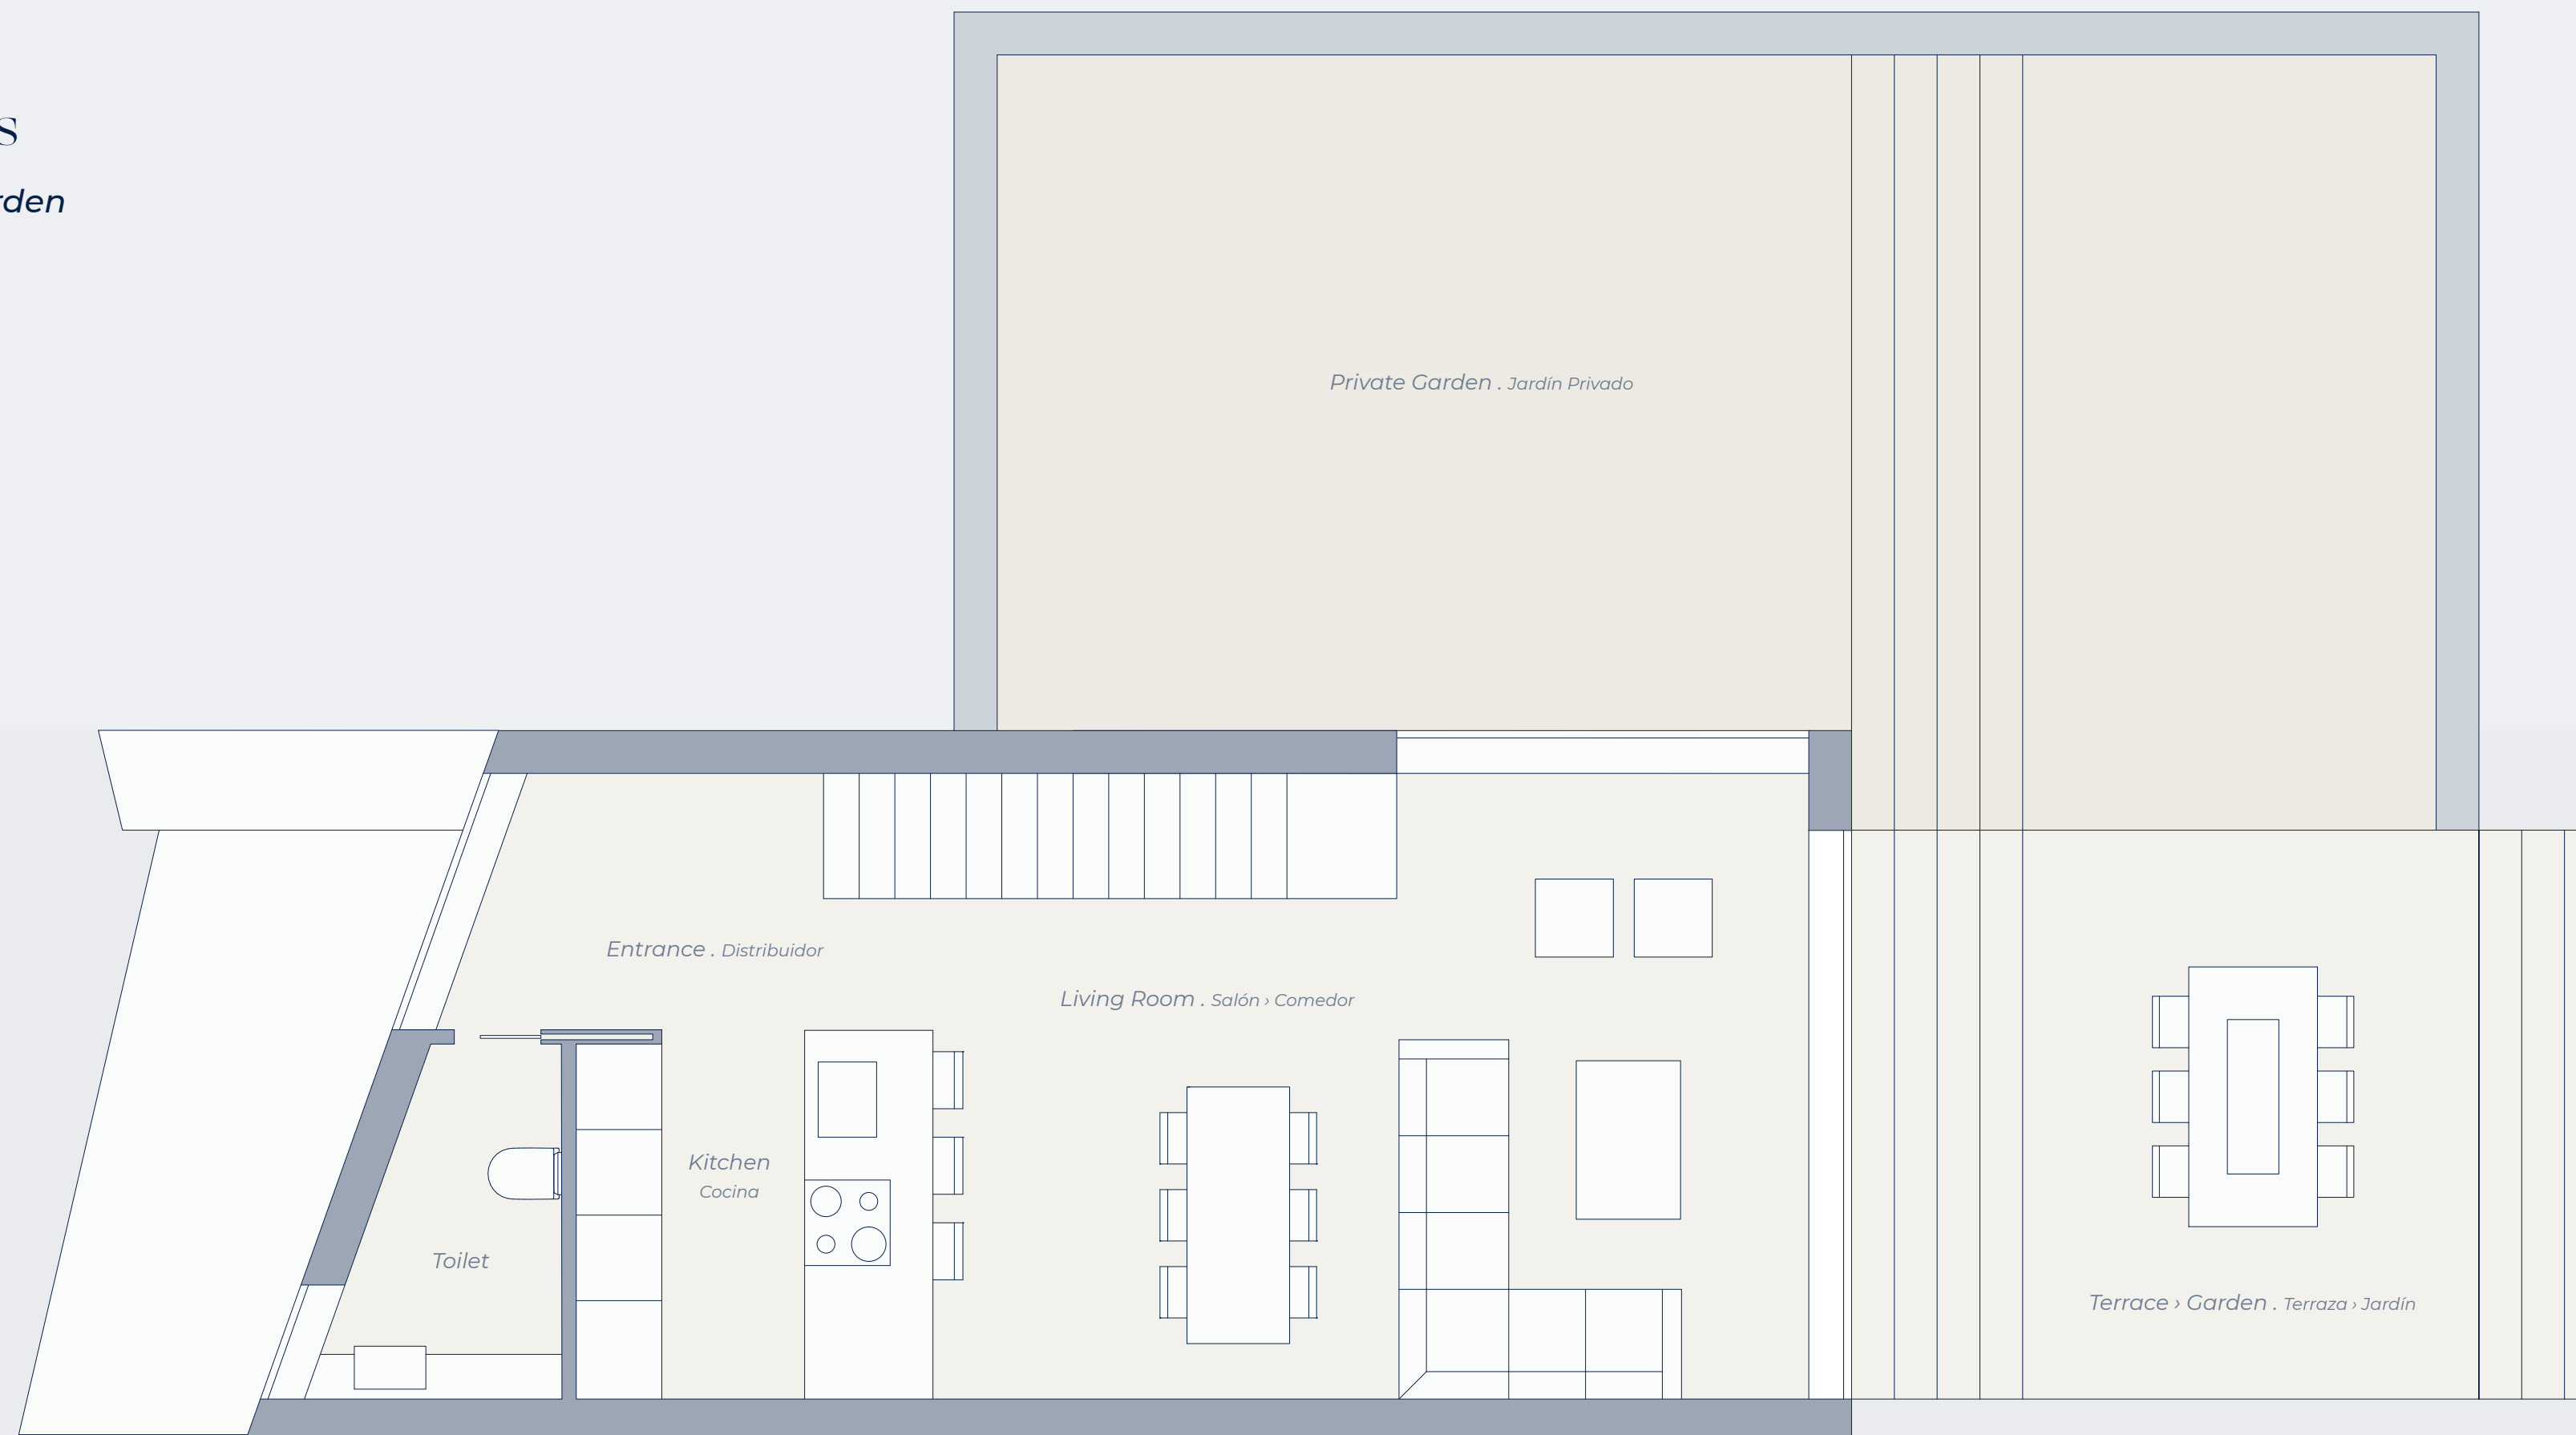 s
rden
Private Garden . Jardín Privado
Entrance . Distribuidor
Living Room . Salón › Comedor
Kitchen
Cocina
Toilet
Terrace › Garden . Terraza › Jardín